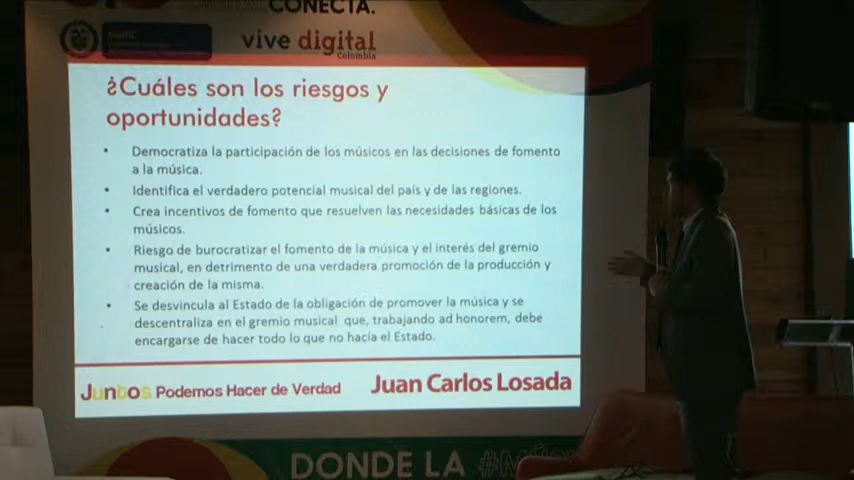 CONECTA.
vive digital
Colombia
¿Cuáles son los riesgos y
oportunidades?
• Democratiza la participación de los músicos en las decisiones de fomento
a la música.
• Identifica el verdadero potencial musical del país y de las regiones.
• Crea incentivos de fomento que resuelven las necesidades básicas de los
músicos.
• Riesgo de burocratizar el fomento de la música y el interés del gremio
musical, en detrimento de una verdadera promoción de la producción y
creación de la misma.
• Se desvincula al Estado de la obligación de promover la música y se
descentraliza en el gremio musical que, trabajando ad honorem, debe
encargarse de hacer todo lo que no hacía el Estado.
Juntos Podemos Hacer de Verdad
Juan Carlos Losada
DONDE LA